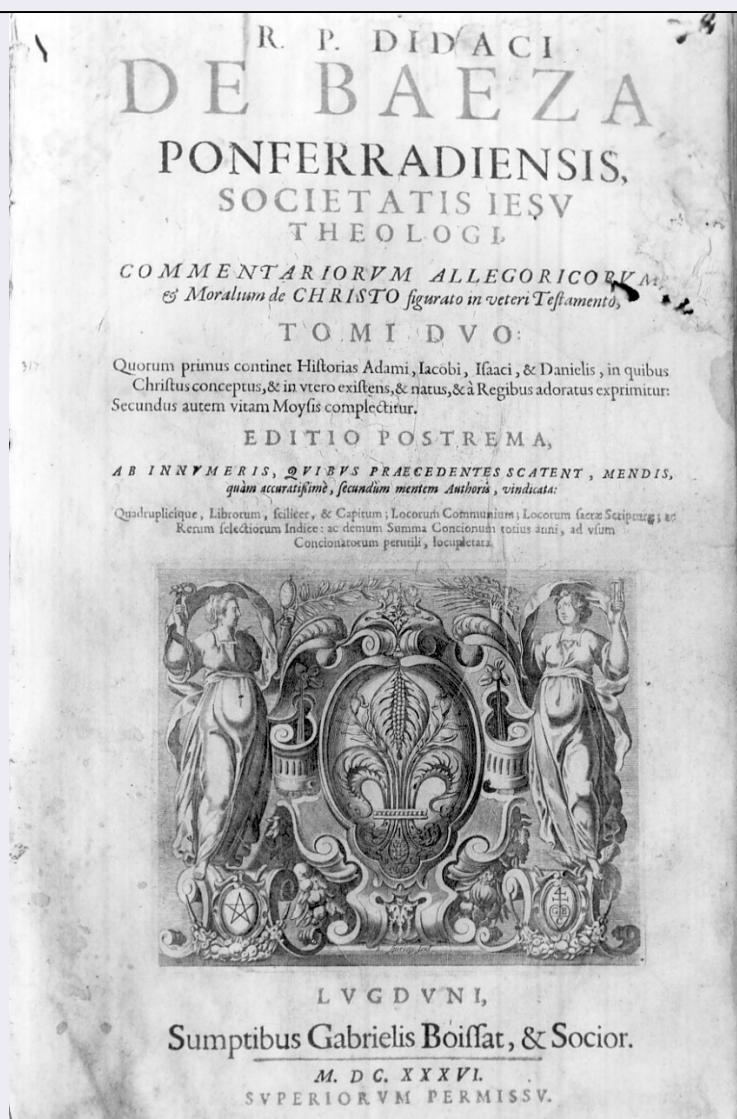 R. P. DIDACI
DE BAEZA
PONFERRADIENSIS,
SOCIETATIS IESV
THEOLOGI,
COMMENTARIORVM ALLEGORICORVM,
& Moralium de CHRISTO figurato in veteri Testamento,
TOMI DVO:
Quorum primus continet Hiſtorias Adami, Iacobi, Iſaaci, & Danielis, in quibus
Chriſtus conceptus, & in vtero exiſtens, & natus, & à Regibus adoratus exprimitur:
Secundus autem vitam Moyſis complectitur.
EDITIO POSTREMA,
AB INNVMERIS, QVIBVS PRAECEDENTES SCATENT, MENDIS,
quàm accuratiſſimè, ſecundùm mentem Authoris, vindicata:
Quadruplicique, Librorum, ſcilicet, & Capitum; Locorum Communium; Locorum ſacræ Scripturæ; ac
Rerum ſelectiorum Indice: ac demum Summa Concionum totius anni, ad vſum
Concionatorum perutili, locupletata.
GB
LVGDVNI,
Sumptibus Gabrielis Boiſſat, & Socior.
M. DC. XXXVI.
SVPERIORVM PERMISSV.